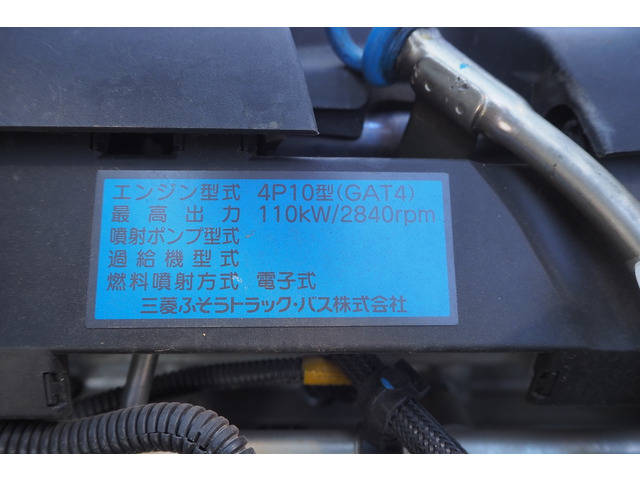 エンジン型式 4P10型(GAT4)
最高出力 110kW/2840rpm
噴射ポンプ型式
過給機型式
燃料噴射方式 電子式
三菱ふそうトラック・バス株式会社